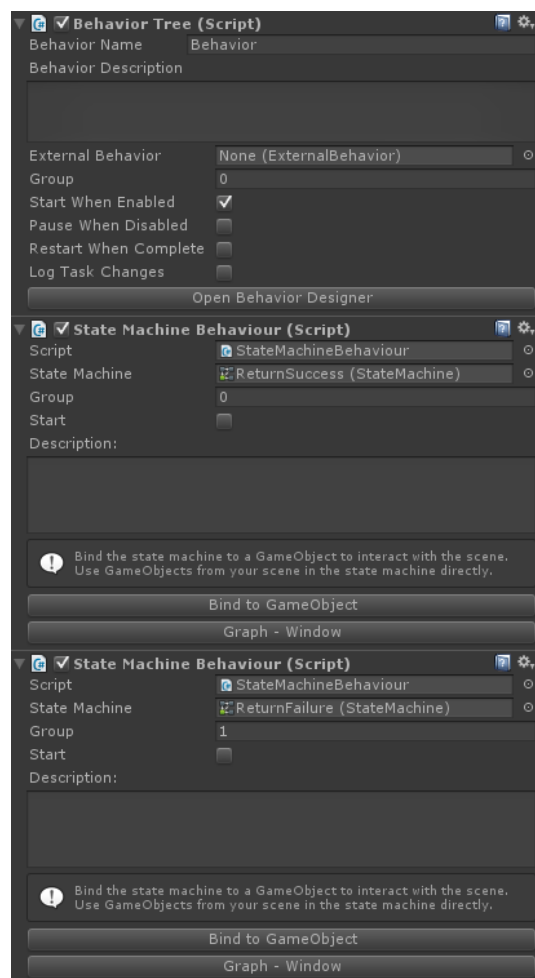 Behavior Tree (Script)
Behavior Name Behavior
Behavior Description
External Behavior None (ExternalBehavior)
Group 0
Start When Enabled
Pause When Disabled
Restart When Complete
Log Task Changes
Open Behavior Designer
State Machine Behaviour (Script)
Script StateMachineBehaviour
State Machine ReturnSuccess (StateMachine)
Group 0
Start
Description:
Bind the state machine to a GameObject to interact with the scene.
Use GameObjects from your scene in the state machine directly.
Bind to GameObject
Graph - Window
State Machine Behaviour (Script)
Script StateMachineBehaviour
State Machine ReturnFailure (StateMachine)
Group 1
Start
Description:
Bind the state machine to a GameObject to interact with the scene.
Use GameObjects from your scene in the state machine directly.
Bind to GameObject
Graph - Window